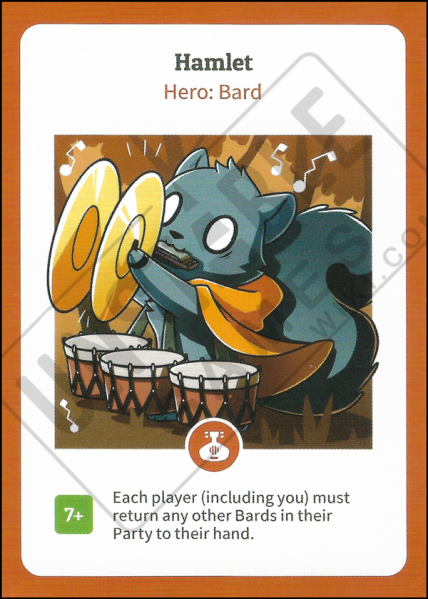 Hamlet
Hero: Bard
7+
Each player (including you) must
return any other Bards in their
Party to their hand.